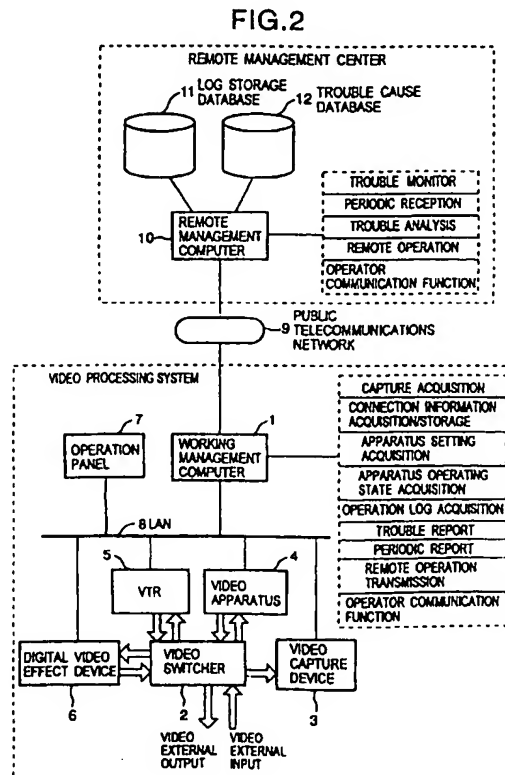 FIG.2
REMOTE MANAGEMENT CENTER
11
LOG STORAGE
DATABASE
12
TROUBLE CAUSE
DATABASE
10
REMOTE
MANAGEMENT
COMPUTER
TROUBLE MONITOR
PERIODIC RECEPTION
TROUBLE ANALYSIS
REMOTE OPERATION
OPERATOR
COMMUNICATION FUNCTION
9
PUBLIC
TELECOMMUNICATIONS
NETWORK
VIDEO PROCESSING SYSTEM
7
OPERATION
PANEL
1
WORKING
MANAGEMENT
COMPUTER
CAPTURE ACQUISITION
CONNECTION INFORMATION
ACQUISITION/STORAGE
APPARATUS SETTING
ACQUISITION
APPARATUS OPERATING
STATE ACQUISITION
OPERATION LOG ACQUISITION
TROUBLE REPORT
PERIODIC REPORT
REMOTE OPERATION
TRANSMISSION
OPERATOR COMMUNICATION
FUNCTION
8 LAN
5
VTR
4
VIDEO
APPARATUS
DIGITAL VIDEO
EFFECT DEVICE
6
VIDEO
SWITCHER
2
VIDEO
CAPTURE
DEVICE
3
VIDEO
EXTERNAL
OUTPUT
VIDEO
EXTERNAL
INPUT